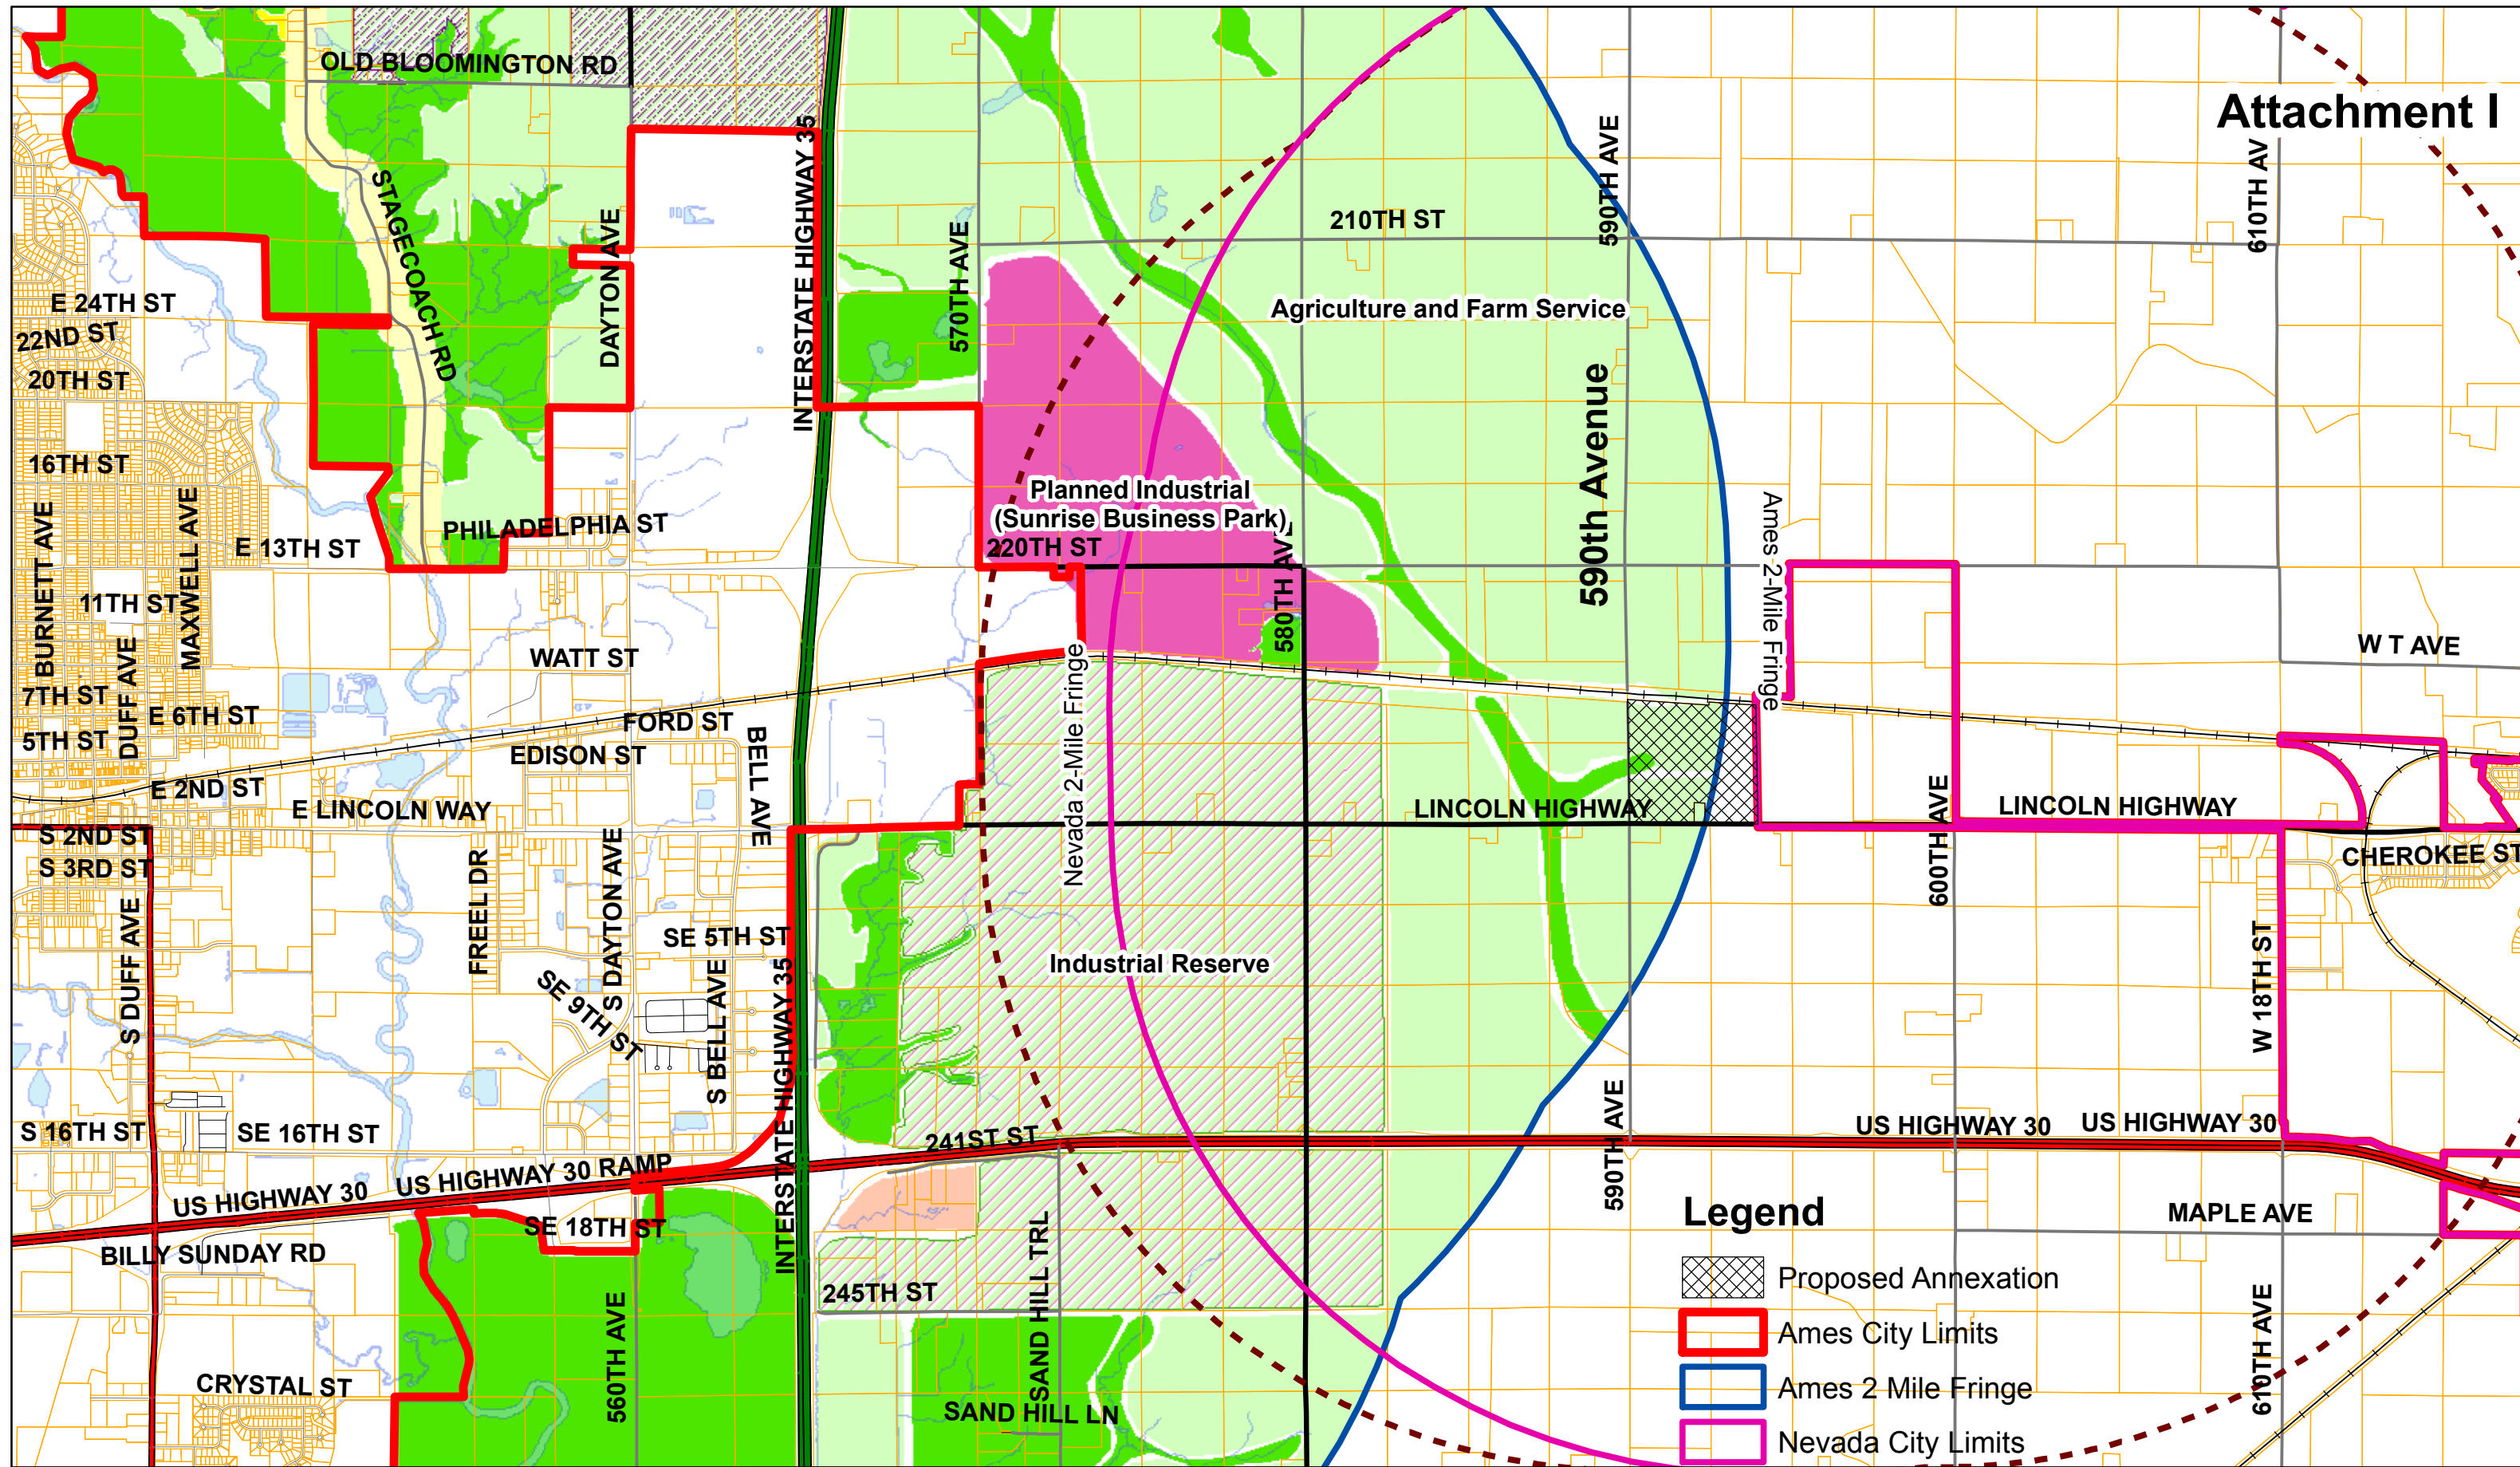 OLD BLOOMINGTON RD
Attachment I
STAGECOACH RD
DAYTON AVE
INTERSTATE HIGHWAY 35
570TH AVE
590TH AVE
610TH AV
210TH ST
E 24TH ST
22ND ST
20TH ST
16TH ST
Agriculture and Farm Service
590th Avenue
Planned Industrial
(Sunrise Business Park)
220TH ST
580TH AVE
Ames 2-Mile Fringe
PHILADELPHIA ST
E 13TH ST
BURNETT AVE
MAXWELL AVE
11TH ST
DUFF AVE
WATT ST
W T AVE
7TH ST
E 6TH ST
5TH ST
FORD ST
EDISON ST
BELL AVE
Nevada 2-Mile Fringe
E 2ND ST
E LINCOLN WAY
LINCOLN HIGHWAY
600TH AVE
LINCOLN HIGHWAY
S 2ND ST
S 3RD ST
CHEROKEE ST
S DUFF AVE
FREEL DR
S DAYTON AVE
SE 5TH ST
SE 9TH ST
S BELL AVE
INTERSTATE HIGHWAY 35
Industrial Reserve
W 18TH ST
S 16TH ST
SE 16TH ST
241ST ST
590TH AVE
US HIGHWAY 30
US HIGHWAY 30
US HIGHWAY 30
US HIGHWAY 30 RAMP
SE 18TH ST
BILLY SUNDAY RD
MAPLE AVE
245TH ST
SAND HILL TRL
560TH AVE
CRYSTAL ST
SAND HILL LN
610TH AVE
Legend
Proposed Annexation
Ames City Limits
Ames 2 Mile Fringe
Nevada City Limits